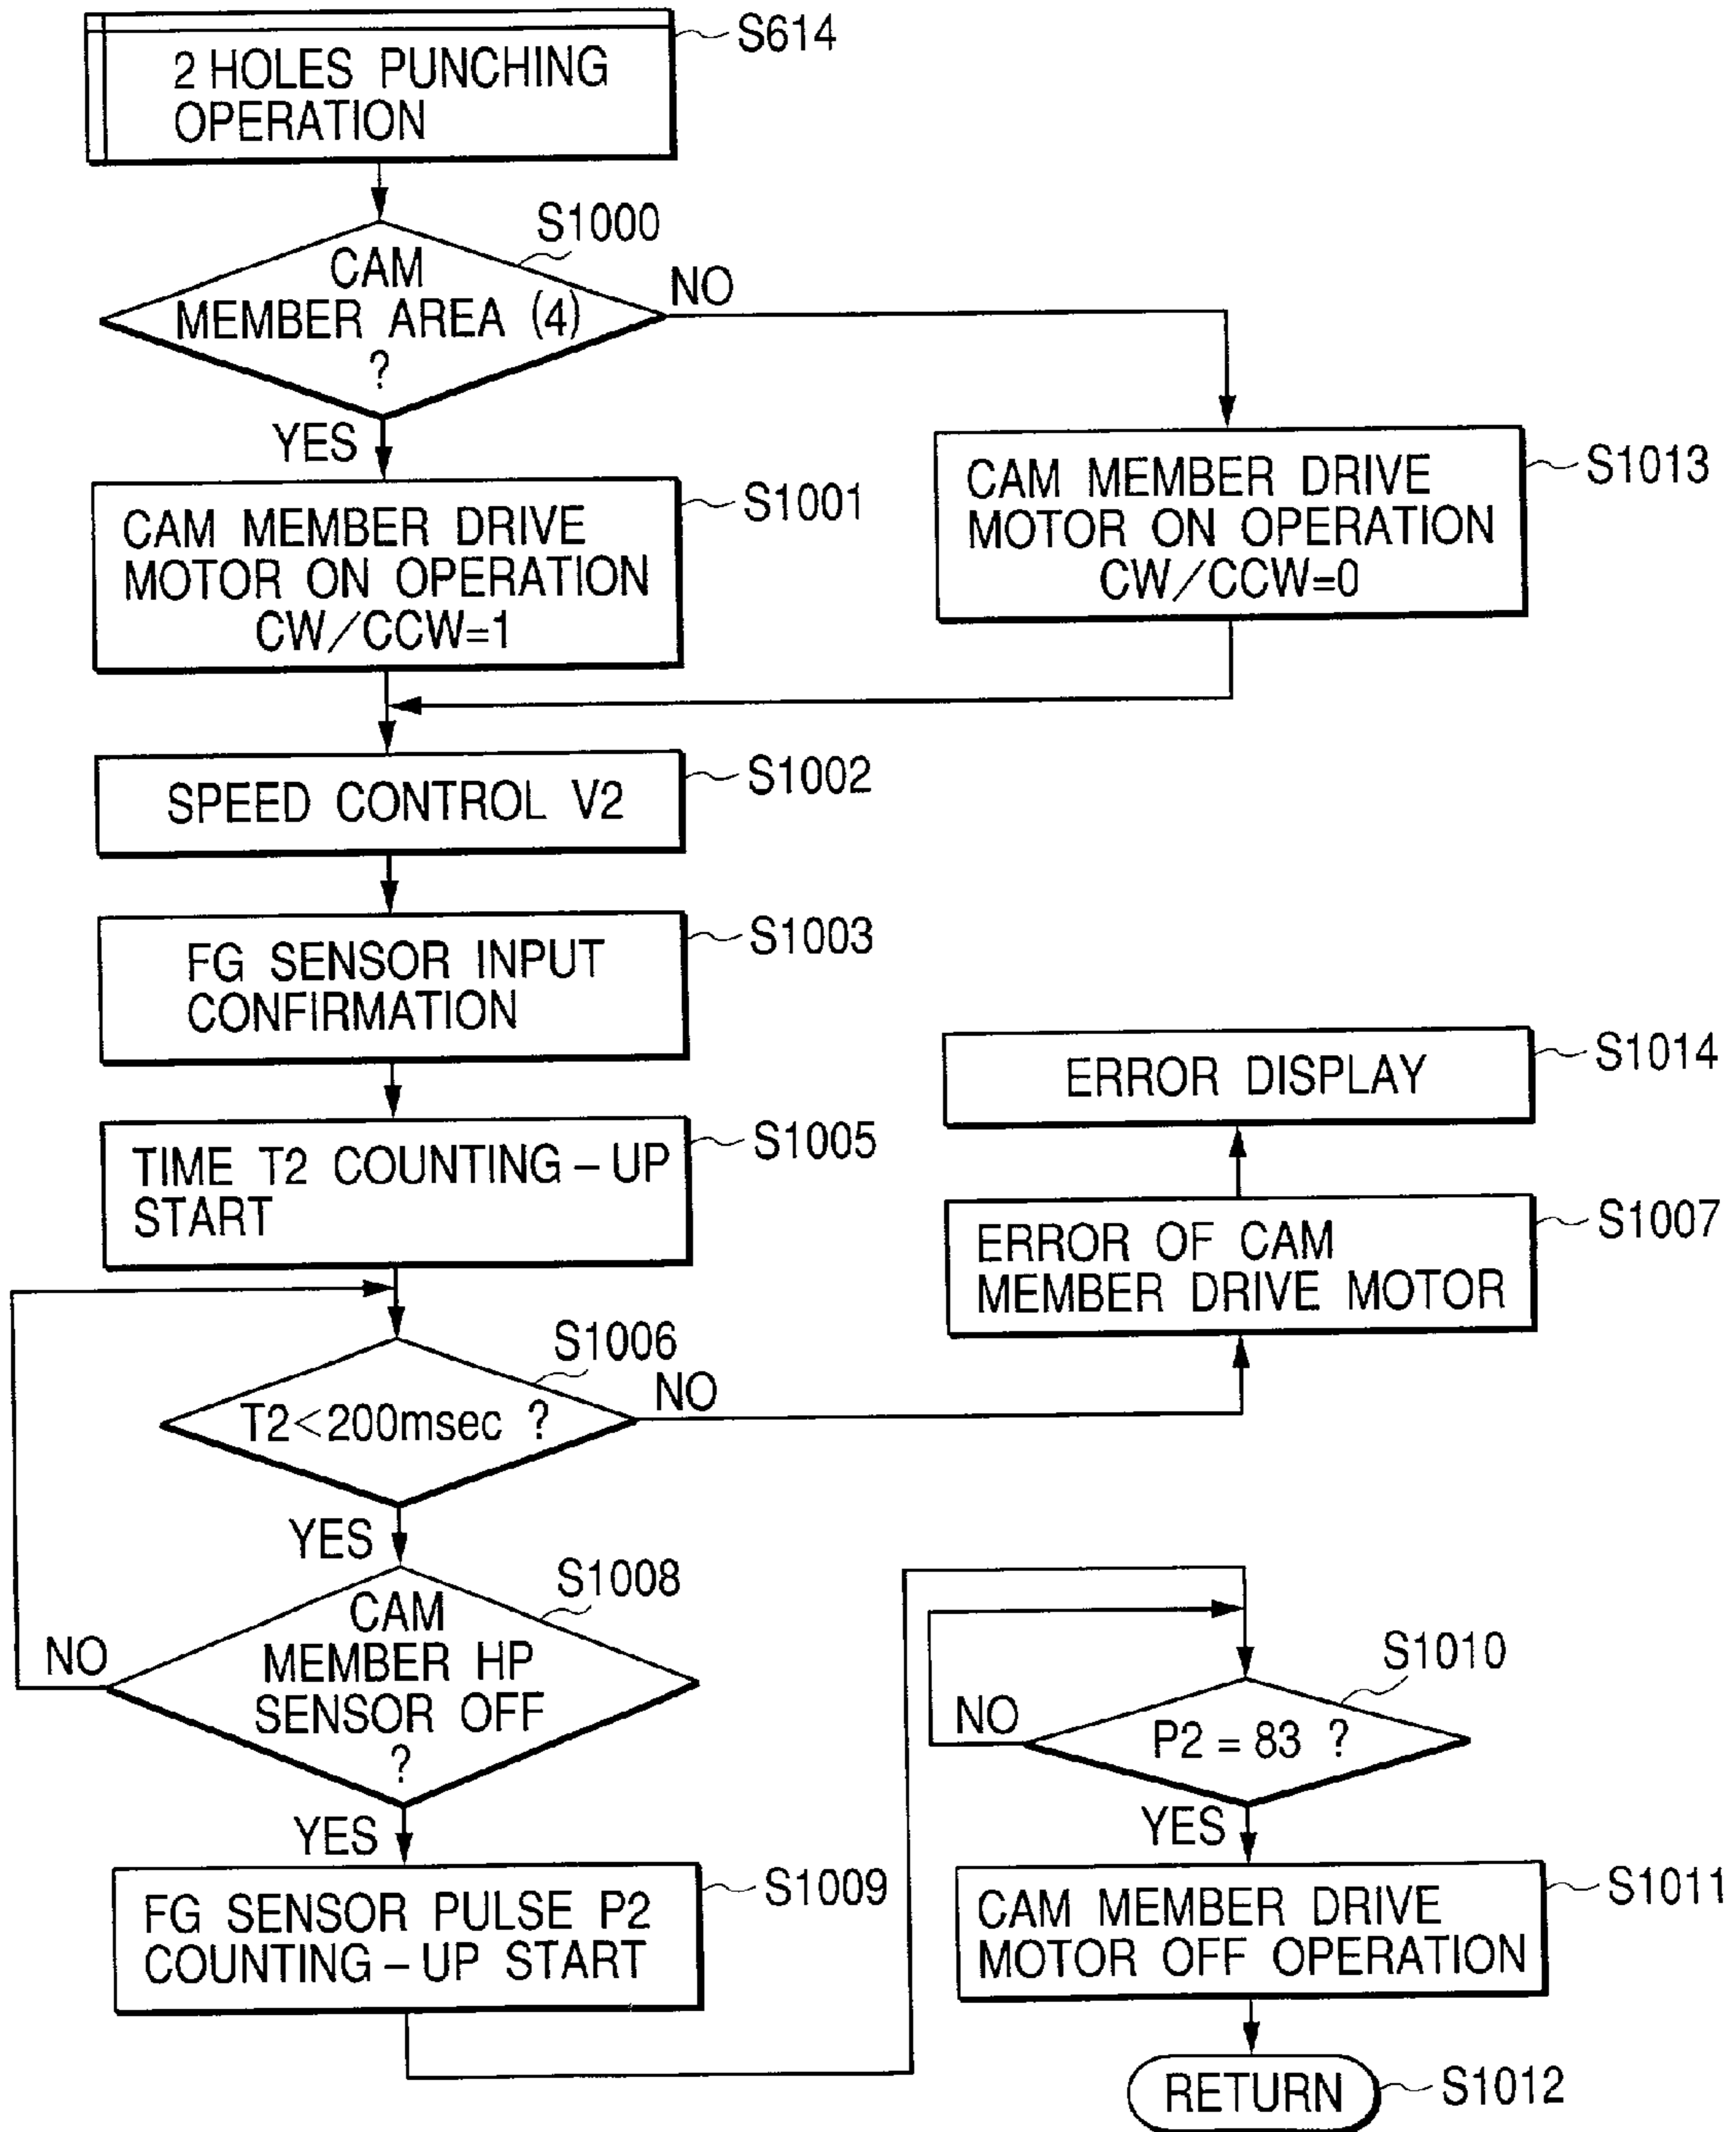 2 HOLES PUNCHING
OPERATION
S614
S1000
CAM
MEMBER AREA (4)
?
NO
YES
CAM MEMBER DRIVE
MOTOR ON OPERATION
CW/CCW=1
S1001
CAM MEMBER DRIVE
MOTOR ON OPERATION
CW/CCW=0
S1013
SPEED CONTROL V2
S1002
FG SENSOR INPUT
CONFIRMATION
S1003
ERROR DISPLAY
S1014
TIME T2 COUNTING-UP
START
S1005
ERROR OF CAM
MEMBER DRIVE MOTOR
S1007
S1006
T2<200msec ?
NO
YES
S1008
CAM
MEMBER HP
SENSOR OFF
?
NO
YES
FG SENSOR PULSE P2
COUNTING-UP START
S1009
S1010
P2 = 83 ?
NO
YES
CAM MEMBER DRIVE
MOTOR OFF OPERATION
S1011
RETURN
S1012